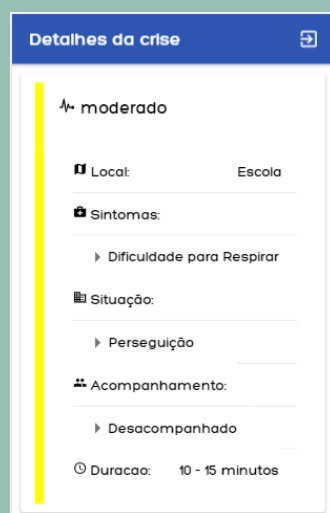 Detalhes da crise
moderado
Local: Escola
Sintomas:
Dificuldade para Respirar
Situação:
Perseguição
Acompanhamento:
Desacompanhado
Duracao: 10 - 15 minutos